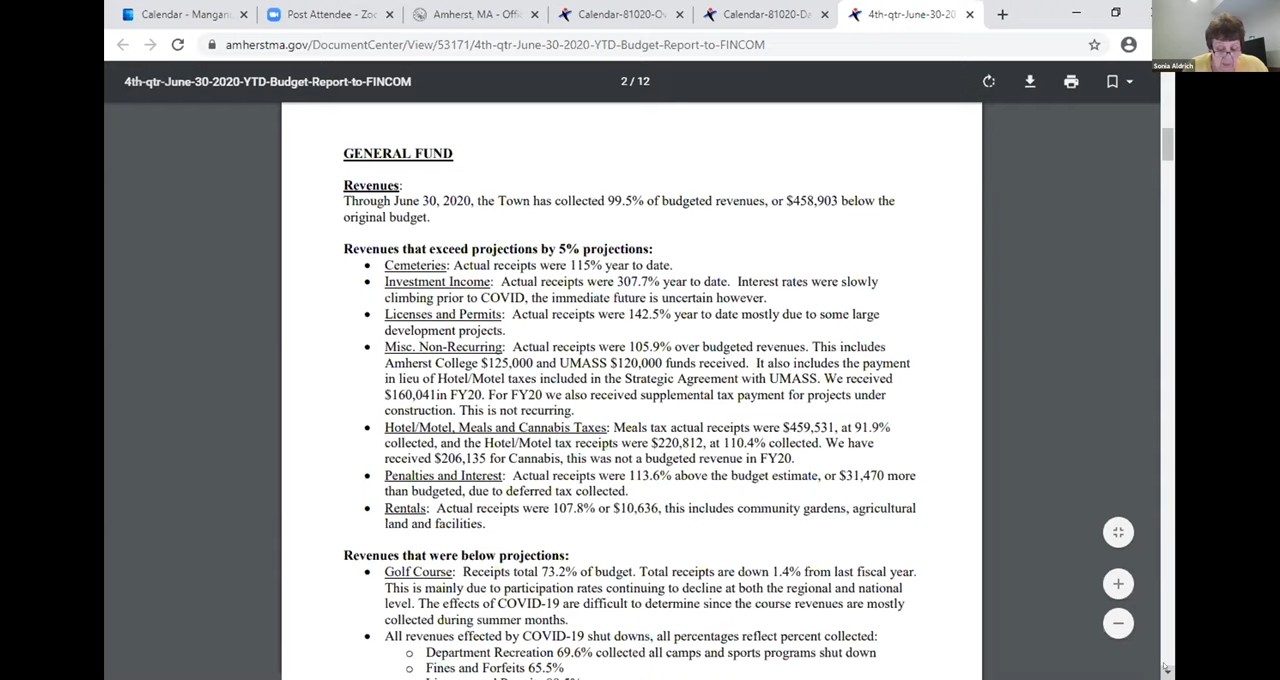 Calendar - Mangan
Post Attendee - Zoo
Amherst, MA - Offi
Calendar-81020-Ov
Calendar-81020-Da
4th-qtr-June-30-20
amherstma.gov/DocumentCenter/View/53171/4th-qtr-June-30-2020-YTD-Budget-Report-to-FINCOM
Sonia Aldrich
4th-qtr-June-30-2020-YTD-Budget-Report-to-FINCOM
2 / 12
GENERAL FUND
Revenues:
Through June 30, 2020, the Town has collected 99.5% of budgeted revenues, or $458,903 below the
original budget.
Revenues that exceed projections by 5% projections:
• Cemeteries: Actual receipts were 115% year to date.
• Investment Income: Actual receipts were 307.7% year to date. Interest rates were slowly
climbing prior to COVID, the immediate future is uncertain however.
• Licenses and Permits: Actual receipts were 142.5% year to date mostly due to some large
development projects.
• Misc. Non-Recurring: Actual receipts were 105.9% over budgeted revenues. This includes
Amherst College $125,000 and UMASS $120,000 funds received. It also includes the payment
in lieu of Hotel/Motel taxes included in the Strategic Agreement with UMASS. We received
$160,041in FY20. For FY20 we also received supplemental tax payment for projects under
construction. This is not recurring.
• Hotel/Motel, Meals and Cannabis Taxes: Meals tax actual receipts were $459,531, at 91.9%
collected, and the Hotel/Motel tax receipts were $220,812, at 110.4% collected. We have
received $206,135 for Cannabis, this was not a budgeted revenue in FY20.
• Penalties and Interest: Actual receipts were 113.6% above the budget estimate, or $31,470 more
than budgeted, due to deferred tax collected.
• Rentals: Actual receipts were 107.8% or $10,636, this includes community gardens, agricultural
land and facilities.
Revenues that were below projections:
• Golf Course: Receipts total 73.2% of budget. Total receipts are down 1.4% from last fiscal year.
This is mainly due to participation rates continuing to decline at both the regional and national
level. The effects of COVID-19 are difficult to determine since the course revenues are mostly
collected during summer months.
• All revenues effected by COVID-19 shut downs, all percentages reflect percent collected:
o Department Recreation 69.6% collected all camps and sports programs shut down
o Fines and Forfeits 65.5%